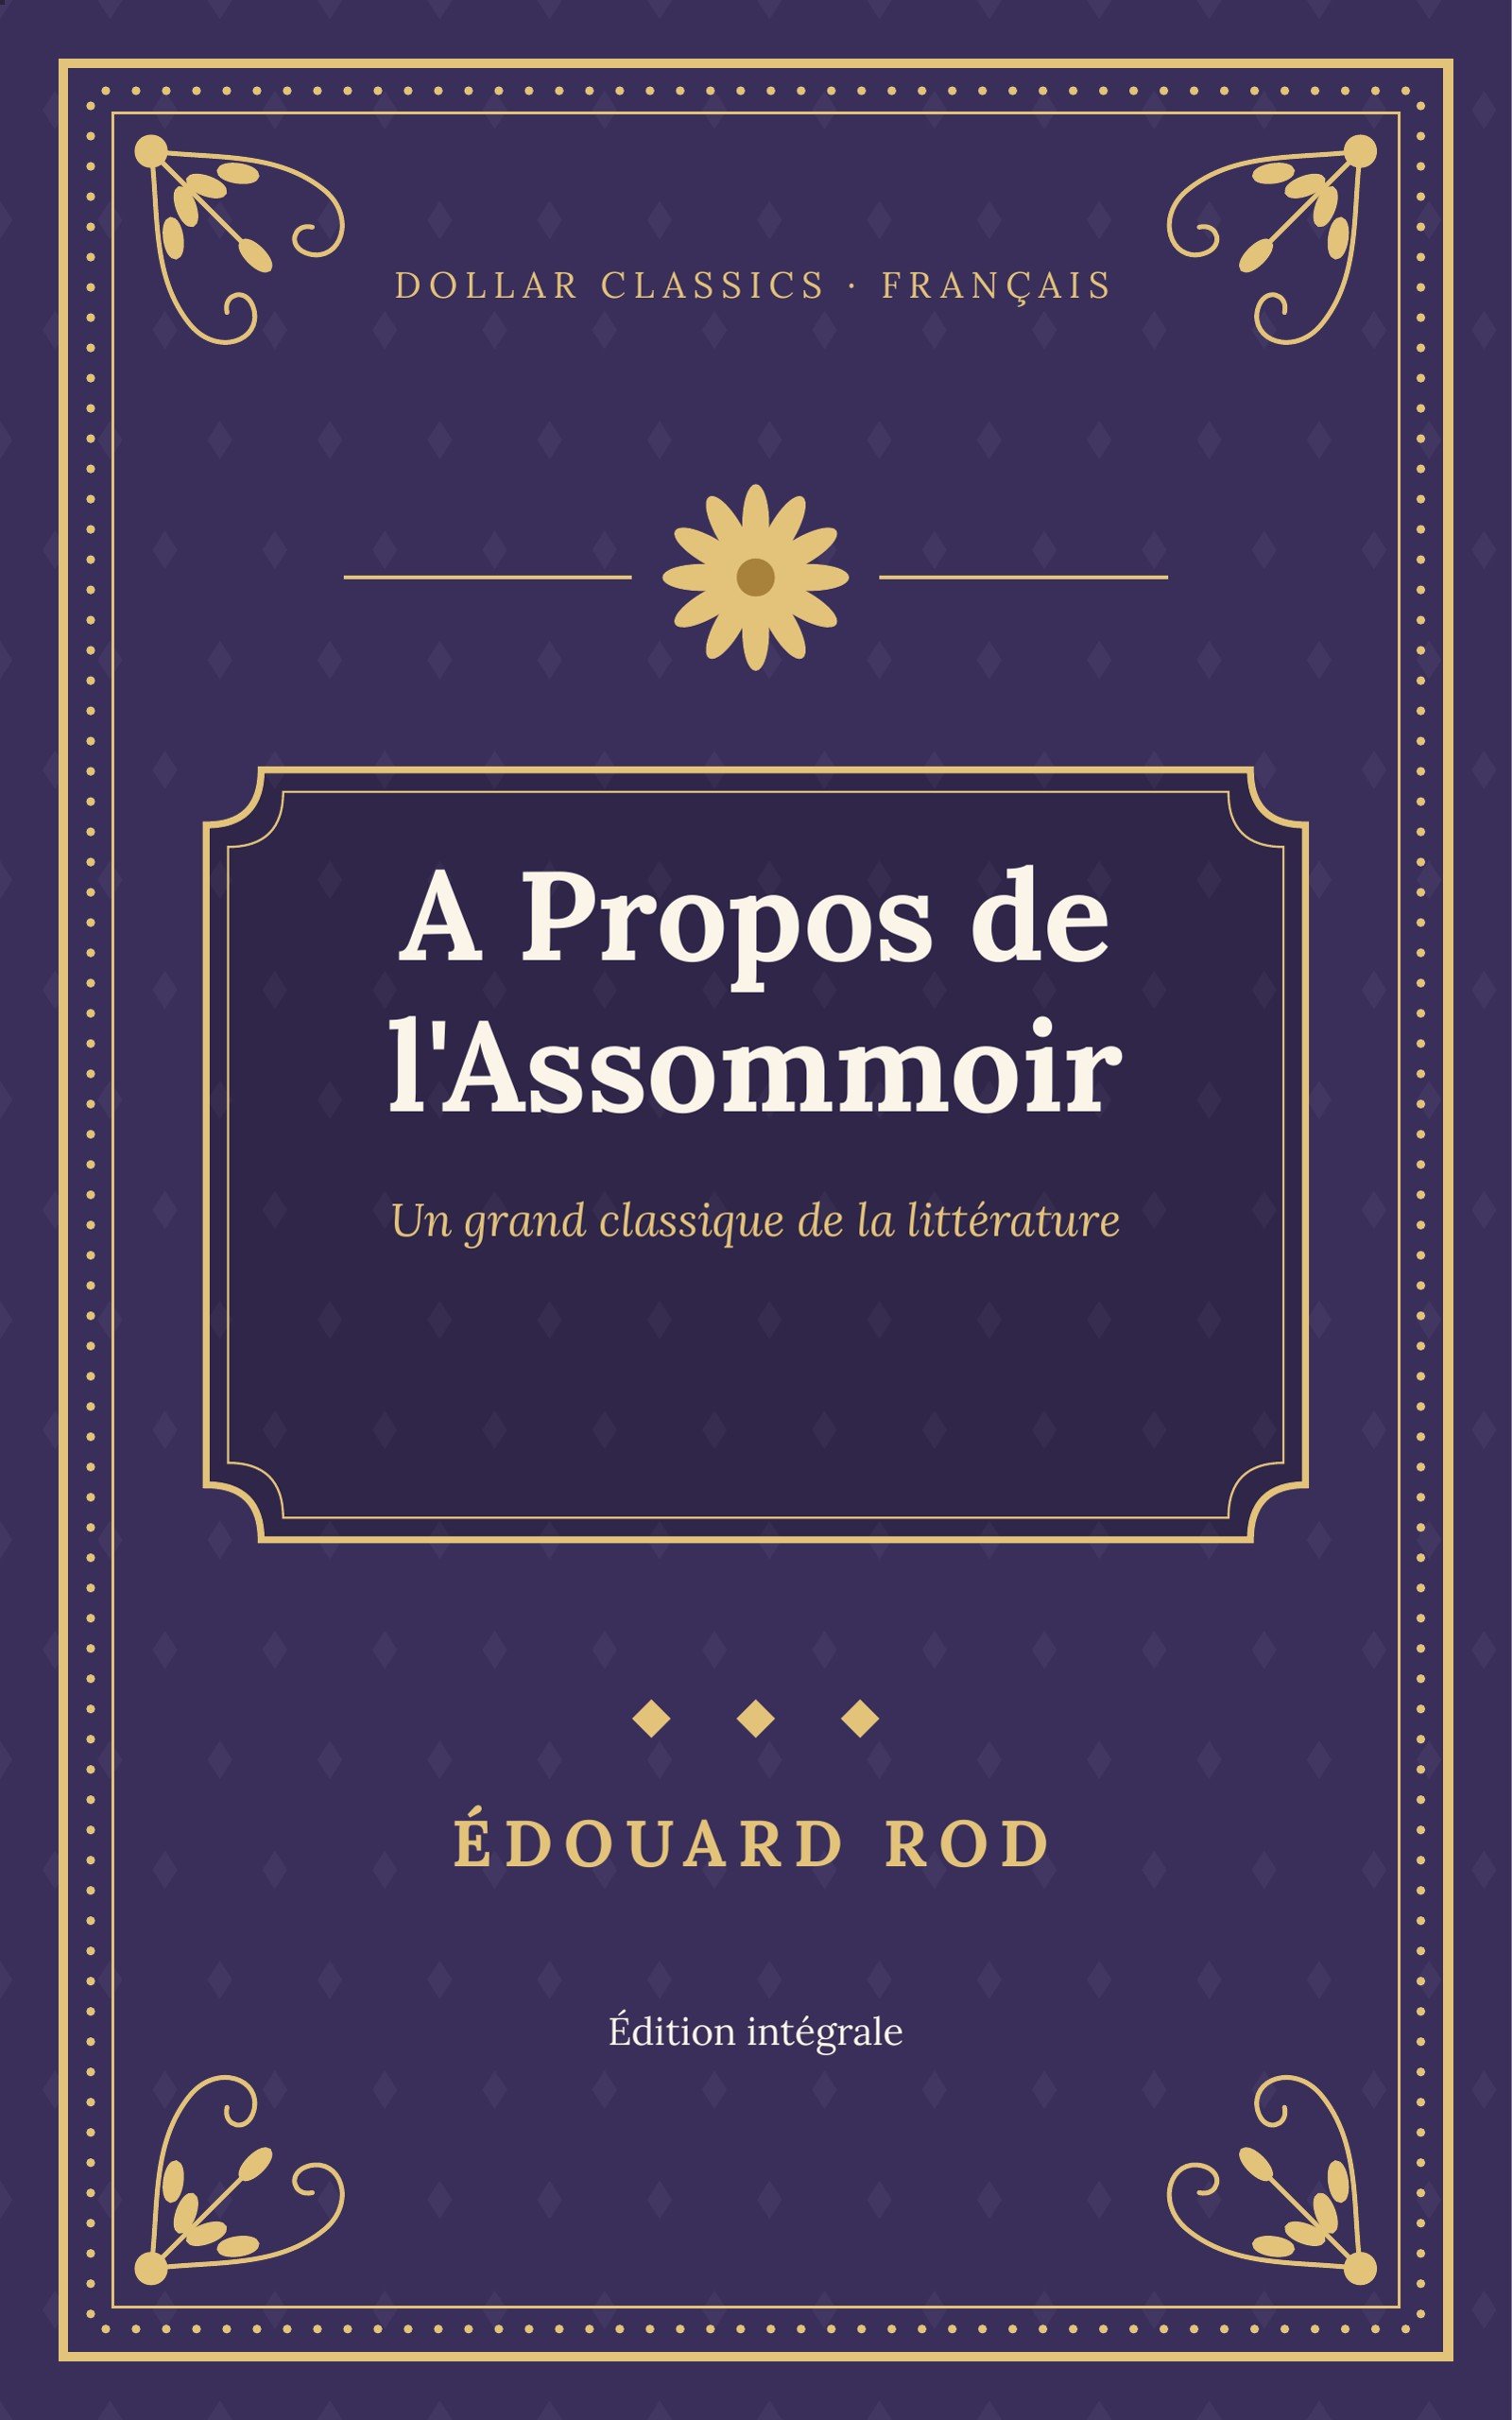 DOLLAR CLASSICS · FRANÇAIS
A Propos de
l'Assommoir
Un grand classique de la littérature
ÉDOUARD ROD
Édition intégrale